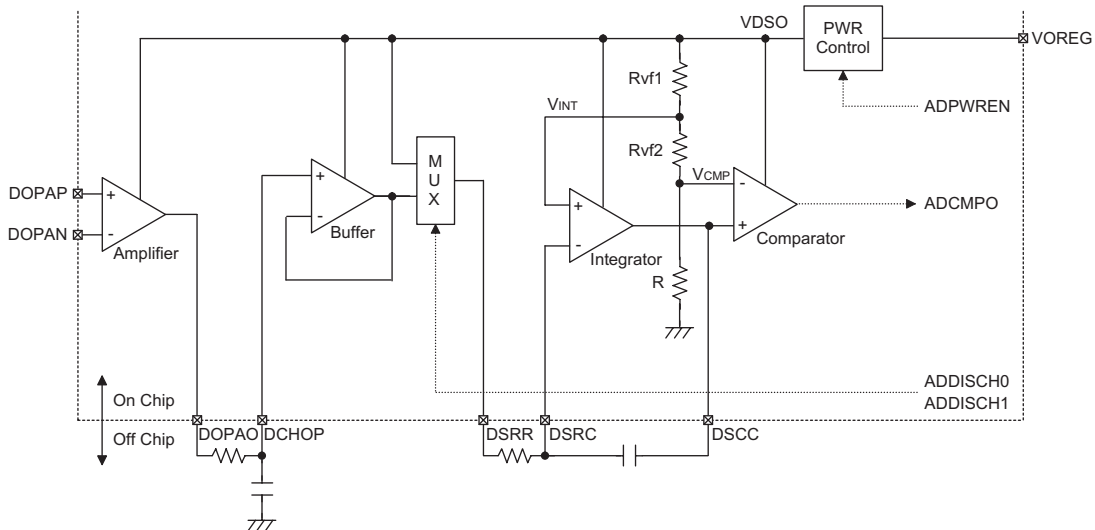 VDSO
PWR
Control
VOREG
Rvf1
ADPWREN
VINT
M
U
X
Rvf2
VCMP
DOPAP
+
DOPAN
-
Amplifier
+
-
Buffer
+
-
Integrator
-
+
Comparator
ADCMPO
R
ADDISCH0
ADDISCH1
On Chip
Off Chip
DOPAO
DCHOP
DSRR
DSRC
DSCC